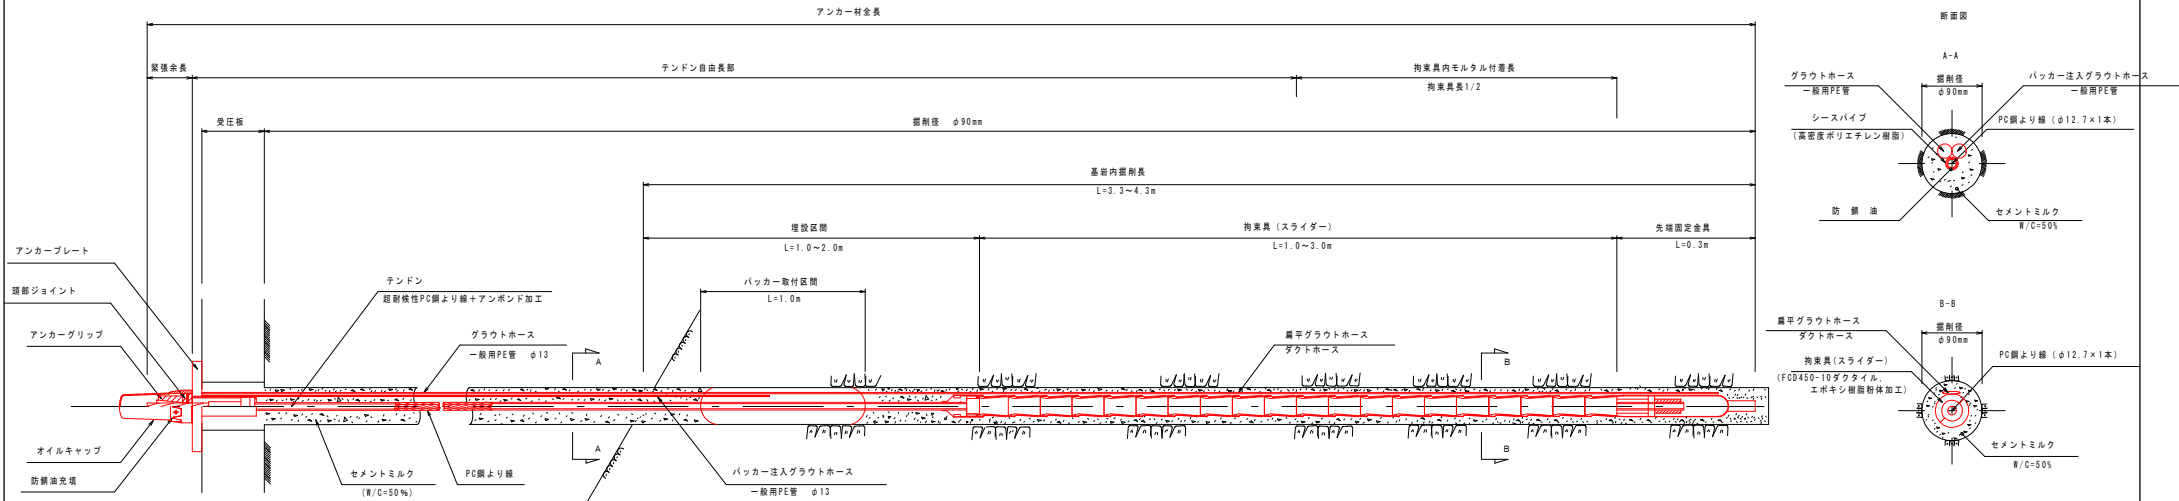 アンカー材全長
緊張余長
テンドン自由長部
拘束具内モルタル付着長
拘束具長1/2
受圧板
掘削径 φ90mm
基岩内掘削長
L=3.3~4.3m
埋設区間
L=1.0~2.0m
拘束具 (スライダー)
L=1.0~3.0m
先端固定金具
L=0.3m
パッカー取付区間
L=1.0m
アンカープレート
頭部ジョイント
アンカーグリップ
オイルキャップ
防錆油充填
テンドン
超耐候性PC鋼より線+アンボンド加工
グラウトホース
一般用PE管 φ13
A
扁平グラウトホース
ダクトホース
B
セメントミルク
(W/C=50%)
PC鋼より線
A
パッカー注入グラウトホース
一般用PE管 φ13
B
断面図
A-A
グラウトホース
一般用PE管
掘削径
φ90mm
パッカー注入グラウトホース
一般用PE管
シースパイプ
(高密度ポリエチレン樹脂)
PC鋼より線 (φ12.7×1本)
防 錆 油
セメントミルク
W/C=50%
B-B
扁平グラウトホース
ダクトホース
掘削径
φ90mm
拘束具(スライダー)
(FCD450-10ダクタイル,
エポキシ樹脂粉体加工)
PC鋼より線 (φ12.7×1本)
セメントミルク
W/C=50%